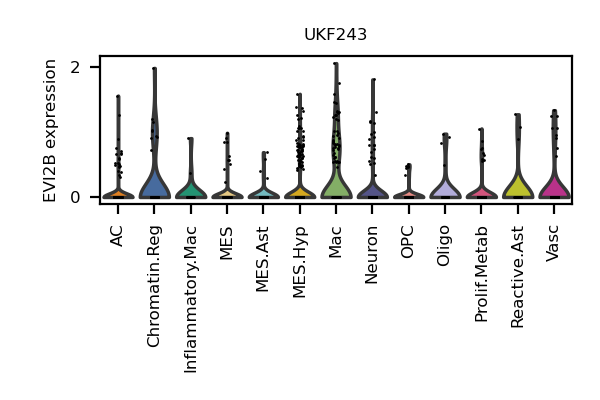 UKF243
EVI2B expression
2
0
AC
Chromatin.Reg
Inflammatory.Mac
MES
MES.Ast
MES.Hyp
Mac
Neuron
OPC
Oligo
Prolif.Metab
Reactive.Ast
Vasc